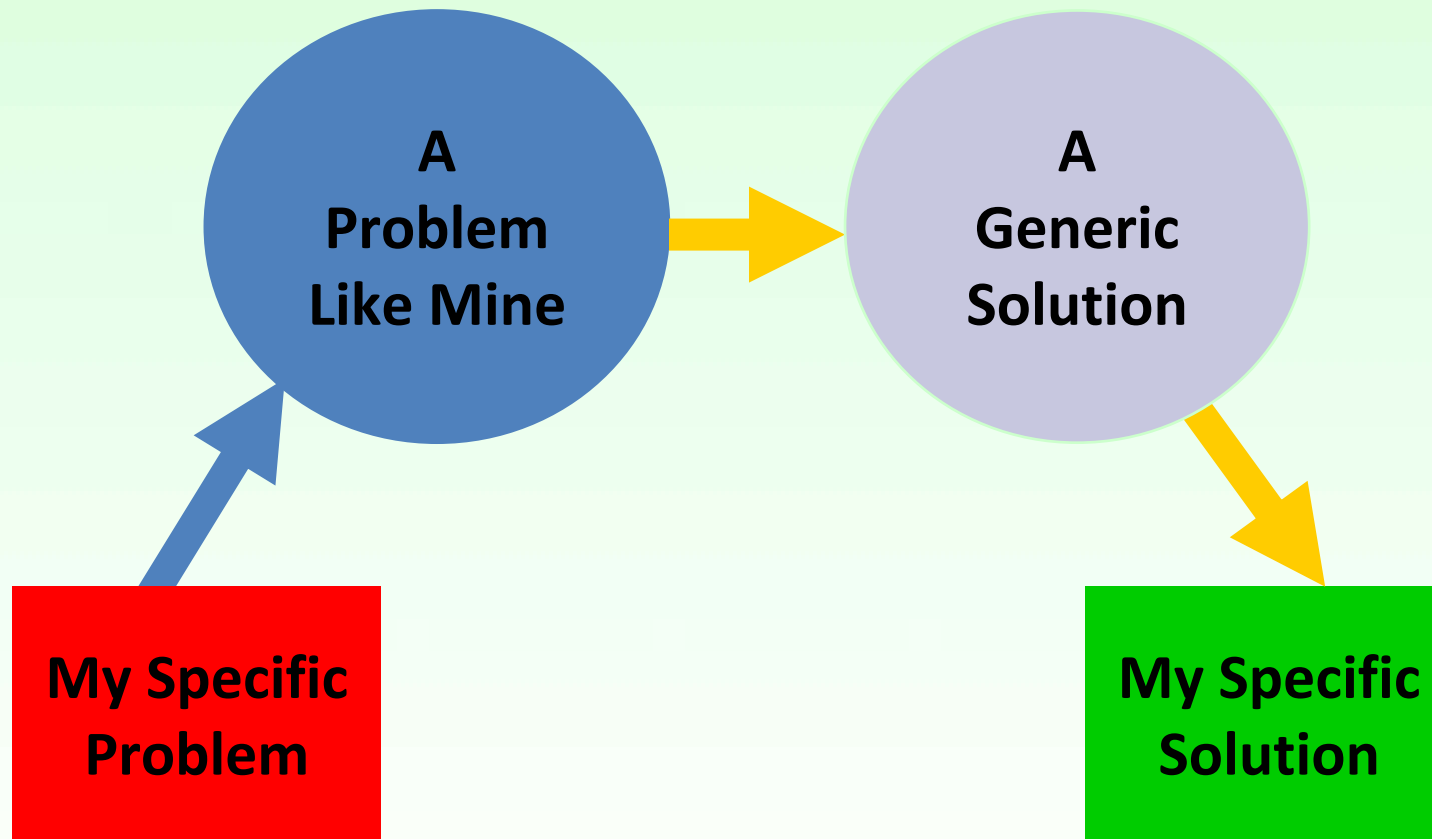 A
Problem
Like Mine
A
Generic
Solution
My Specific
Problem
My Specific
Solution